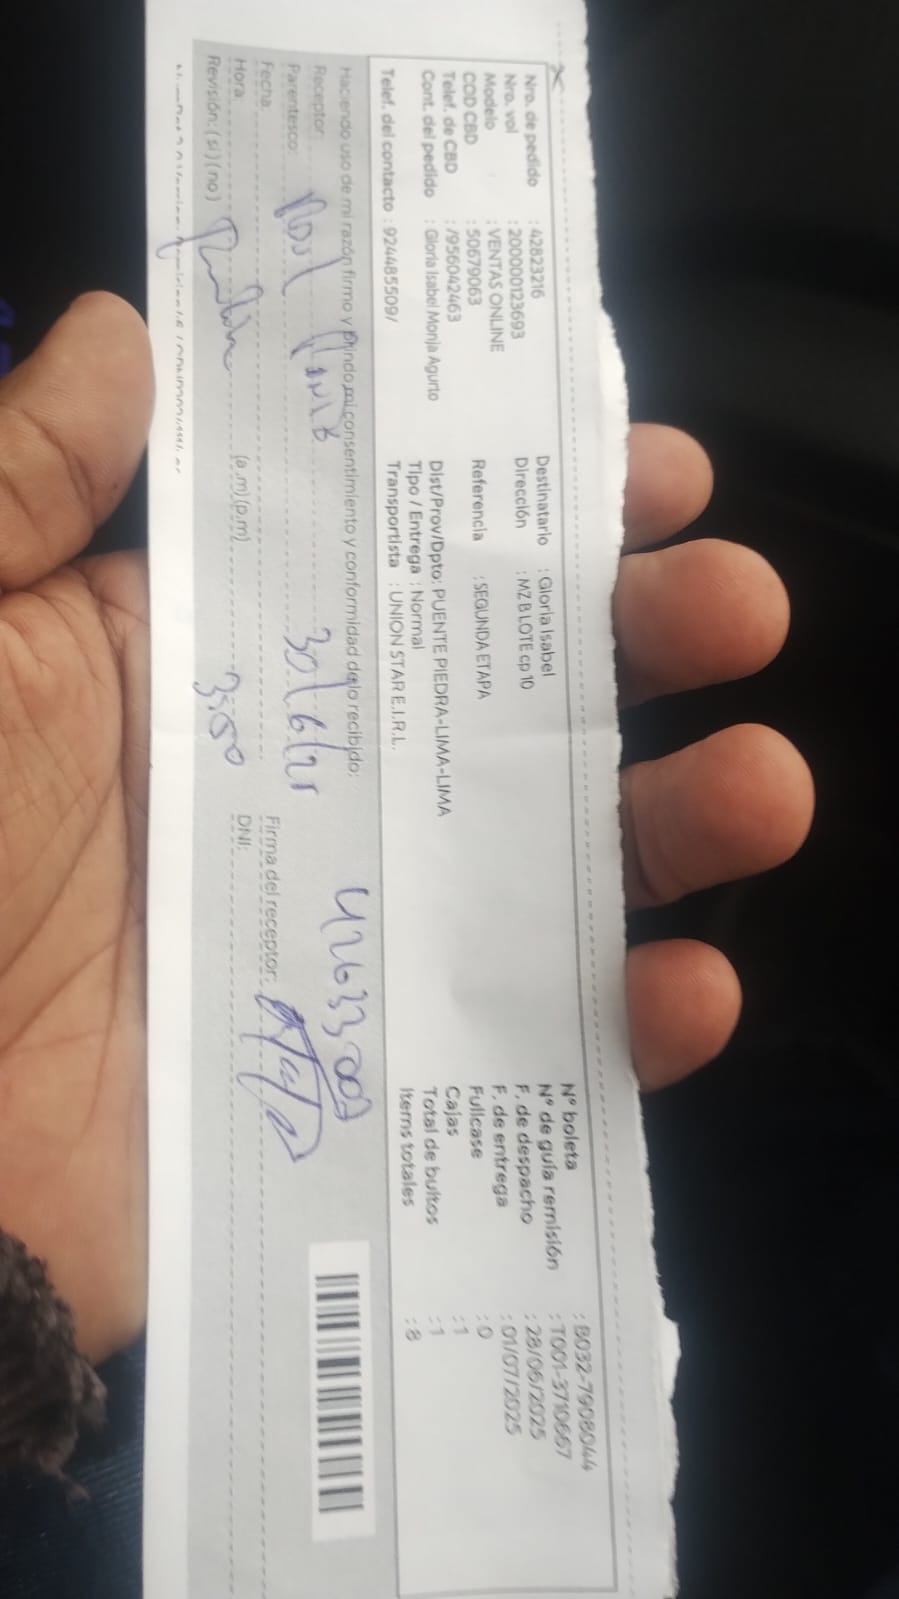 Nro. de pedido : 42823216
Nro. vol : 200000123693
Modelo : VENTAS ONLINE
COD CBD : 50679063
Telef. de CBD : /956042463
Cont. del pedido : Gloria Isabel Monja Agurto
Telef. del contacto : 924485509/
Destinatario : Gloria Isabel
Dirección : MZ B LOTE cp 10
Referencia : SEGUNDA ETAPA
Dist/Prov/Dpto: PUENTE PIEDRA-LIMA-LIMA
Tipo / Entrega : Normal
Transportista : UNION STAR E.I.R.L.
Nº boleta : B032-7908044
Nº de guía remisión : T001-3710667
F. de despacho : 28/06/2025
F. de entrega : 01/07/2025
Fullcase : 0
Cajas : 1
Total de bultos : 1
Items totales : 8
Haciendo uso de mi razón firmo y brindo mi consentimiento y conformidad de lo recibido:
Receptor:
42633009
Parentesco:
30/6/25
Fecha:
Firma del receptor:
Hora (a.m)(p.m)
3:50
DNI:
Revisión: (si) (no)